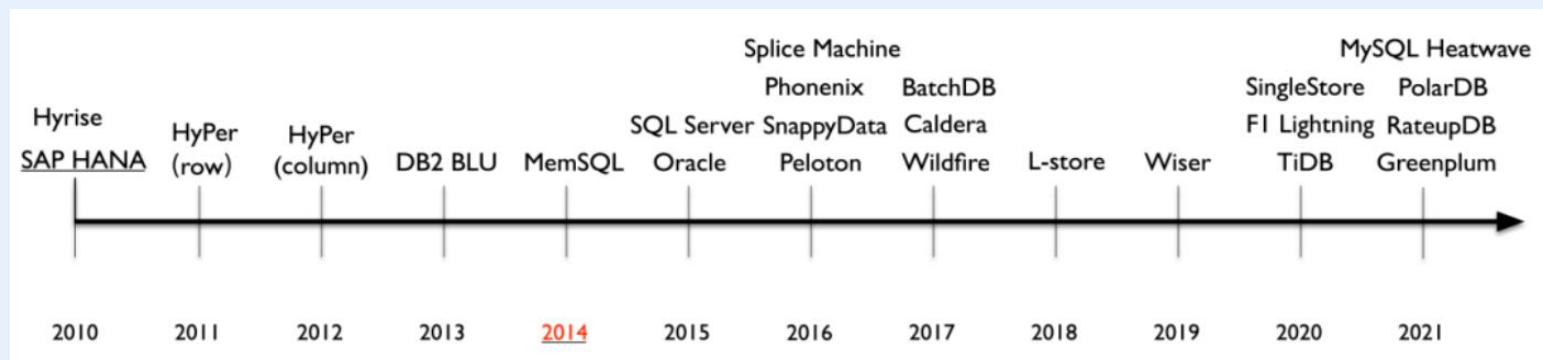 Splice Machine MySQL Heatwave
Phonenix BatchDB SingleStore PolarDB
Hyrise HyPer HyPer SQL Server SnappyData Caldera F1 Lightning RateupDB
SAP HANA (row) (column) DB2 BLU MemSQL Oracle Peloton Wildfire L-store Wiser TiDB Greenplum
2010 2011 2012 2013 2014 2015 2016 2017 2018 2019 2020 2021